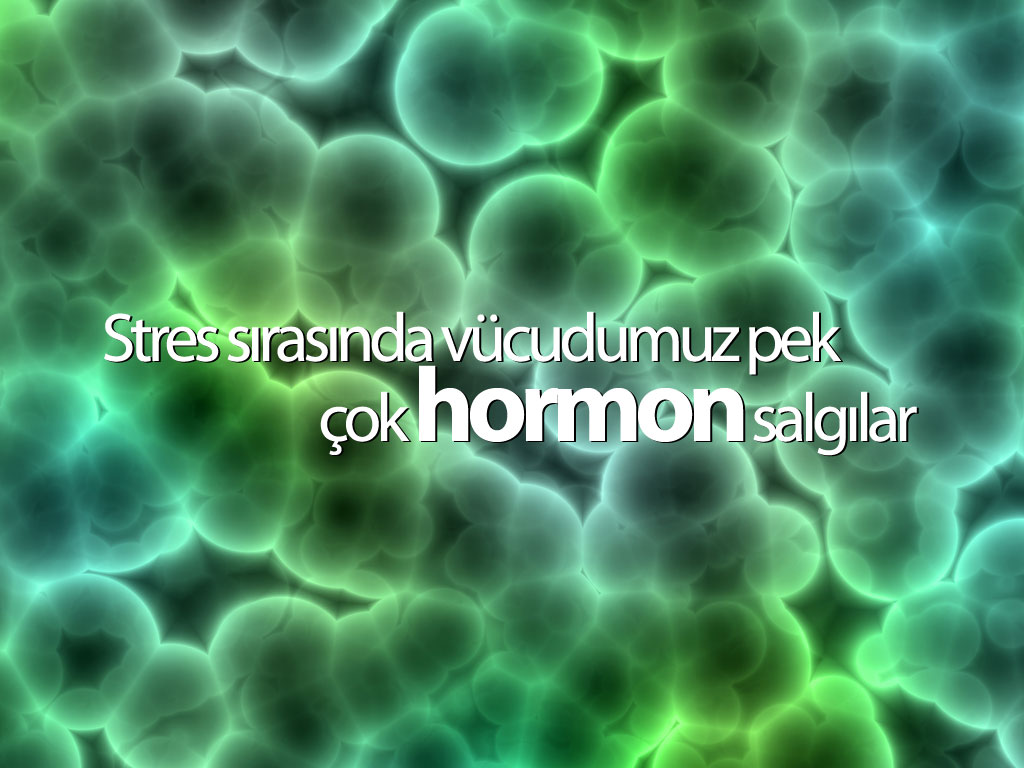 Stres sırasında vücudumuz pek
çok hormon salgılar